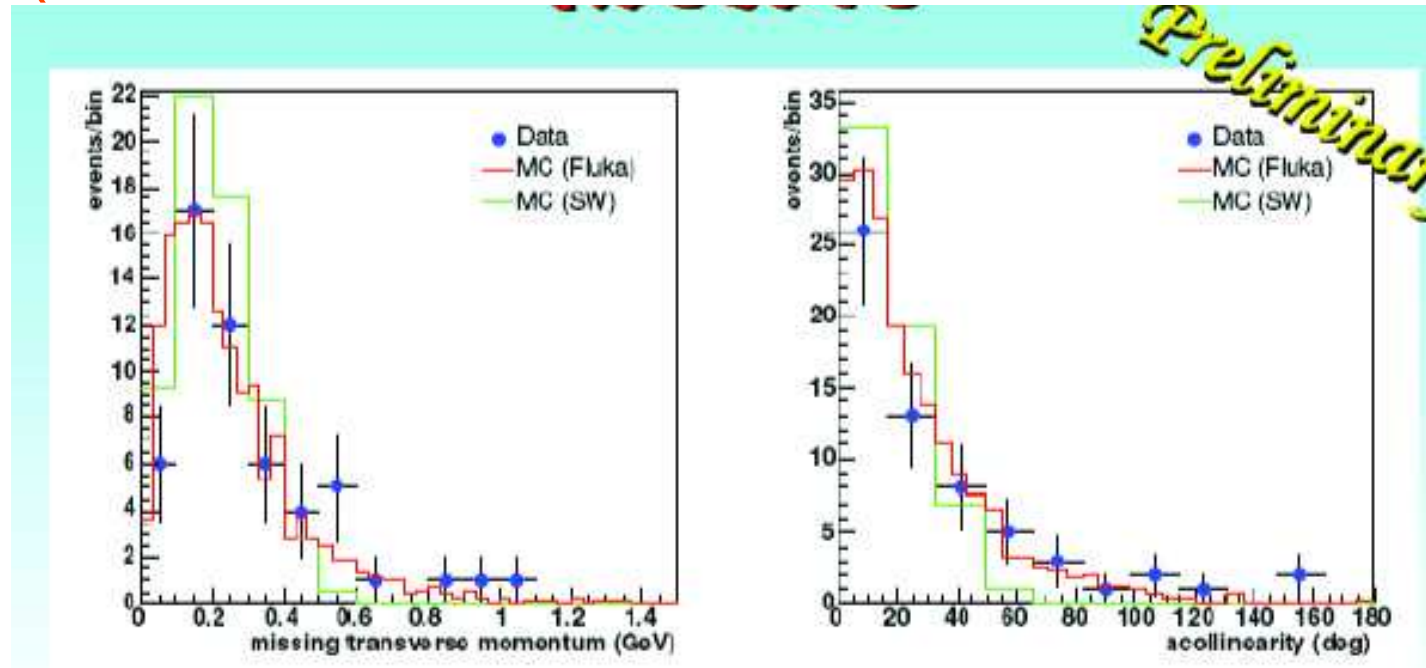 Preliminary
events/bin
22
20
18
16
14
12
10
8
6
4
2
0
Data
MC (Fluka)
MC (SW)
0 0.2 0.4 0.6 0.8 1 1.2 1.4
missing transverse momentum (GeV)
events/bin
35
30
25
20
15
10
5
0
Data
MC (Fluka)
MC (SW)
0 20 40 60 80 100 120 140 160 180
acollinearity (deg)